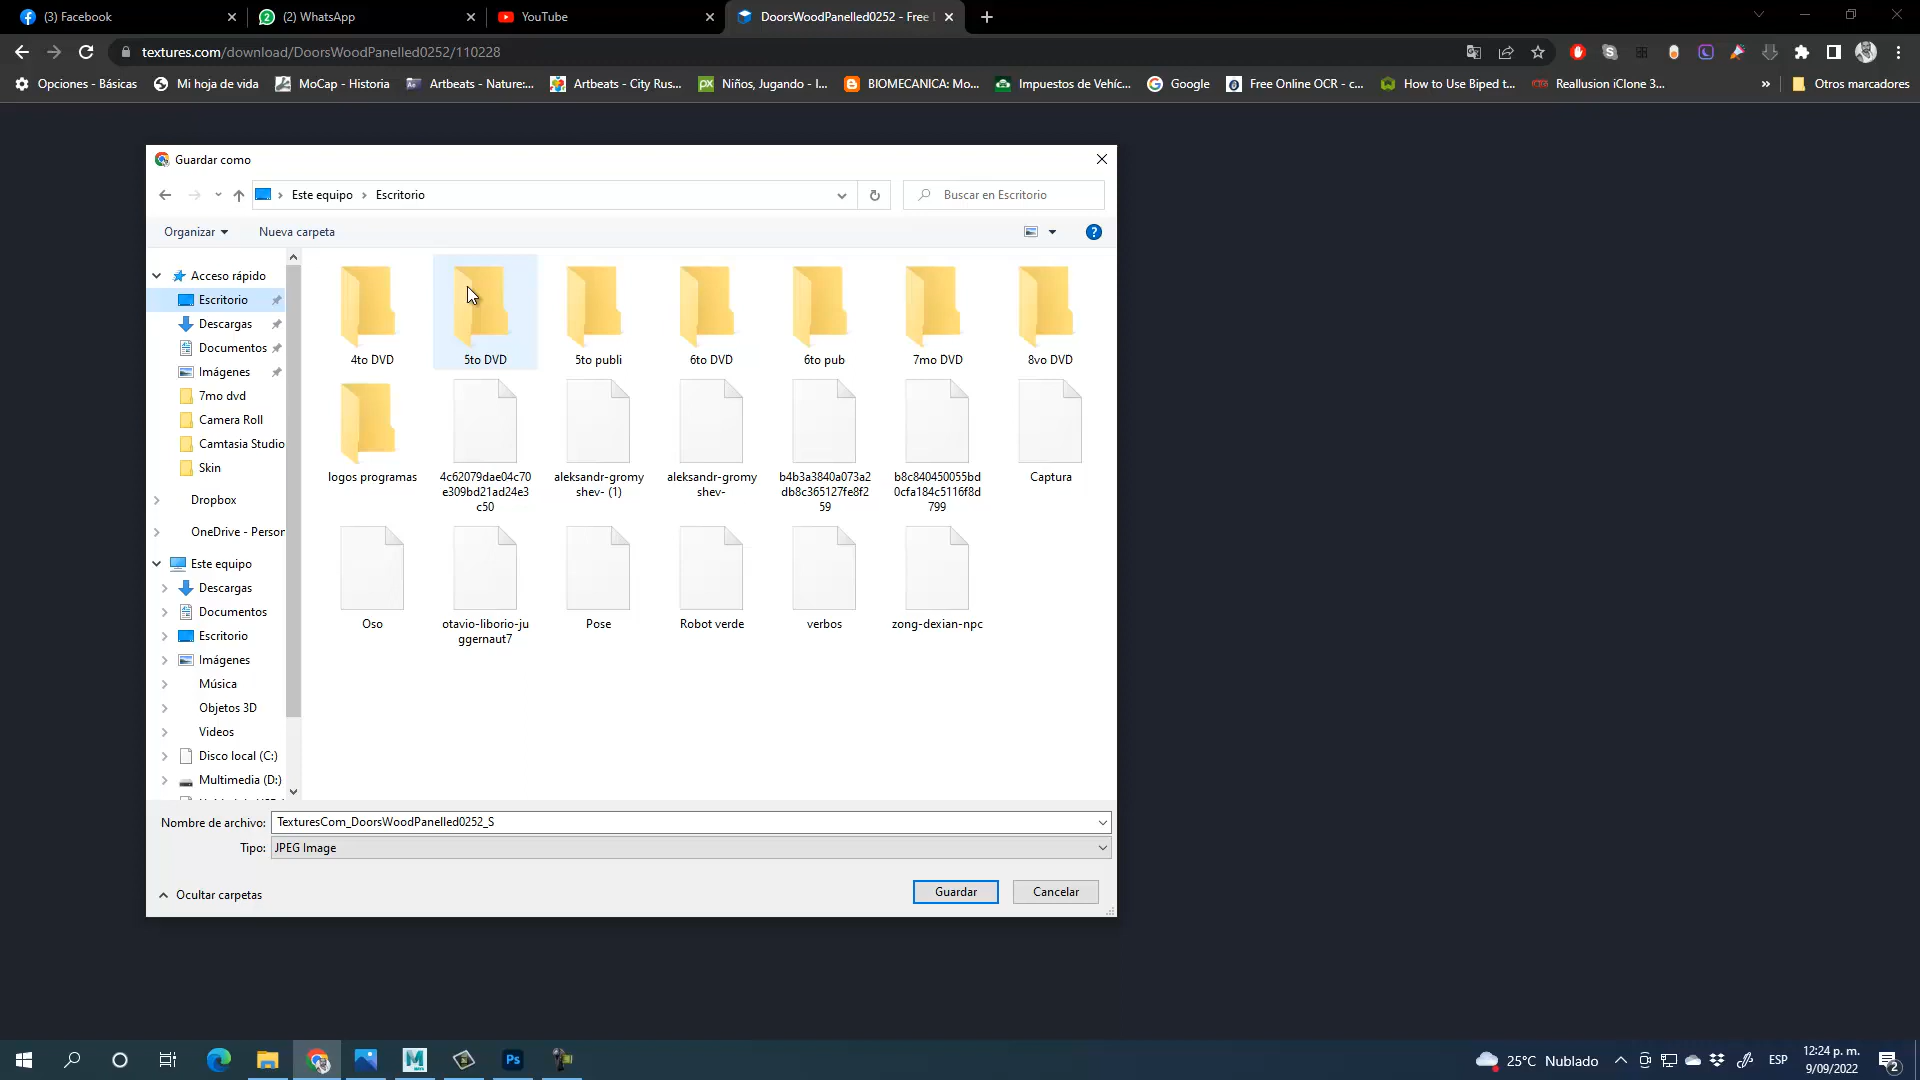 (3) Facebook
(2) WhatsApp
YouTube
DoorsWoodPanelled0252 - Free
textures.com/download/DoorsWoodPanelled0252/110228
Opciones - Básicas
Mi hoja de vida
MoCap - Historia
Artbeats - Nature:...
Artbeats - City Rus...
Niños, Jugando - I...
BIOMECANICA: Mo...
Impuestos de Vehíc...
Google
Free Online OCR - c...
How to Use Biped t...
Reallusion iClone 3...
»
Otros marcadores
Guardar como
Este equipo
Escritorio
Buscar en Escritorio
Organizar
Nueva carpeta
Acceso rápido
Escritorio
Descargas
Documentos
Imágenes
7mo dvd
Camera Roll
Camtasia Studio
Skin
Dropbox
OneDrive - Person
Este equipo
Descargas
Documentos
Escritorio
Imágenes
Música
Objetos 3D
Videos
Disco local (C:)
Multimedia (D:)
4to DVD
5to DVD
5to publi
6to DVD
6to pub
7mo DVD
8vo DVD
logos programas
4c62079dae04c70
e309bd21ad24e3
c50
aleksandr-gromy
shev- (1)
aleksandr-gromy
shev-
b4b3a3840a073a2
db8c365127fe8f2
59
b8c840450055bd
0cfa184c5116f8d
799
Captura
Oso
otavio-liborio-ju
ggernaut7
Pose
Robot verde
verbos
zong-dexian-npc
Nombre de archivo:
TexturesCom_DoorsWoodPanelled0252_S
Tipo:
JPEG Image
Ocultar carpetas
Guardar
Cancelar
25°C Nublado
ESP
12:24 p. m.
9/09/2022
2